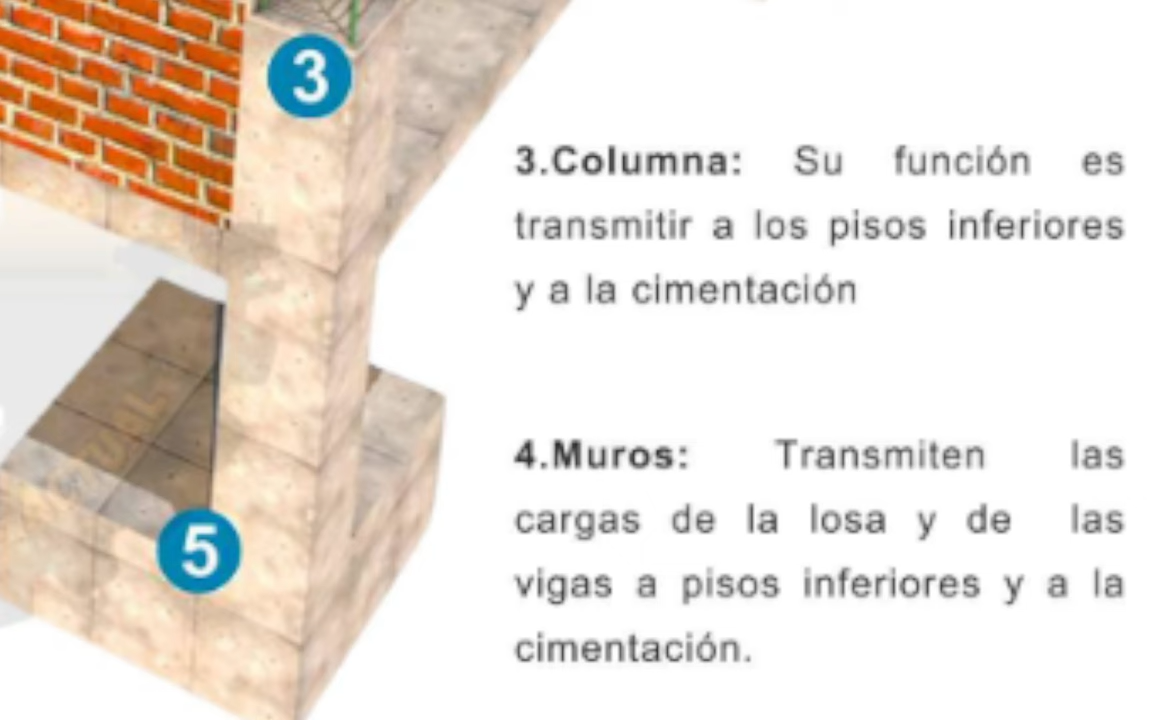 3
3.Columna: Su función es
transmitir a los pisos inferiores
y a la cimentación
4.Muros: Transmiten las
cargas de la losa y de las
vigas a pisos inferiores y a la
cimentación.
5